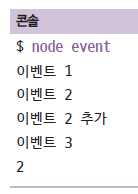 콘솔
$ node event
이벤트 1
이벤트 2
이벤트 2 추가
이벤트 3
2